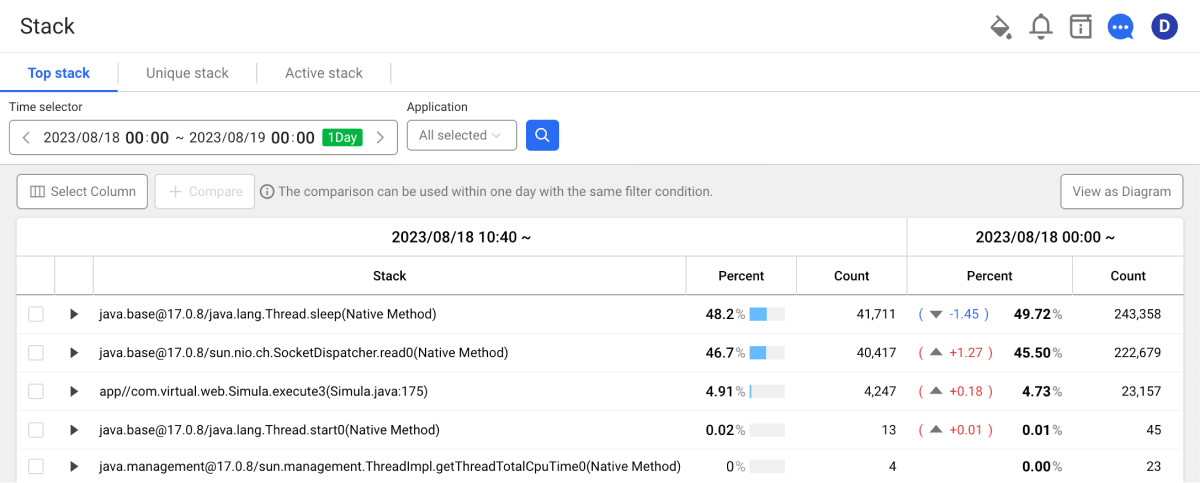 Stack
D
Top stack Unique stack Active stack
Time selector Application
2023/08/18 00:00 ~ 2023/08/19 00:00 1Day All selected
Select Column + Compare The comparison can be used within one day with the same filter condition. View as Diagram
2023/08/18 10:40 ~ 2023/08/18 00:00 ~
Stack Percent Count Percent Count
java.base@17.0.8/java.lang.Thread.sleep(Native Method) 48.2% 41,711 ( ▼ -1.45 ) 49.72% 243,358
java.base@17.0.8/sun.nio.ch.SocketDispatcher.read0(Native Method) 46.7% 40,417 ( ▲ +1.27 ) 45.50% 222,679
app//com.virtual.web.Simula.execute3(Simula.java:175) 4.91% 4,247 ( ▲ +0.18 ) 4.73% 23,157
java.base@17.0.8/java.lang.Thread.start0(Native Method) 0.02% 13 ( ▲ +0.01 ) 0.01% 45
java.management@17.0.8/sun.management.ThreadImpl.getThreadTotalCpuTime0(Native Method) 0% 4 0.00% 23